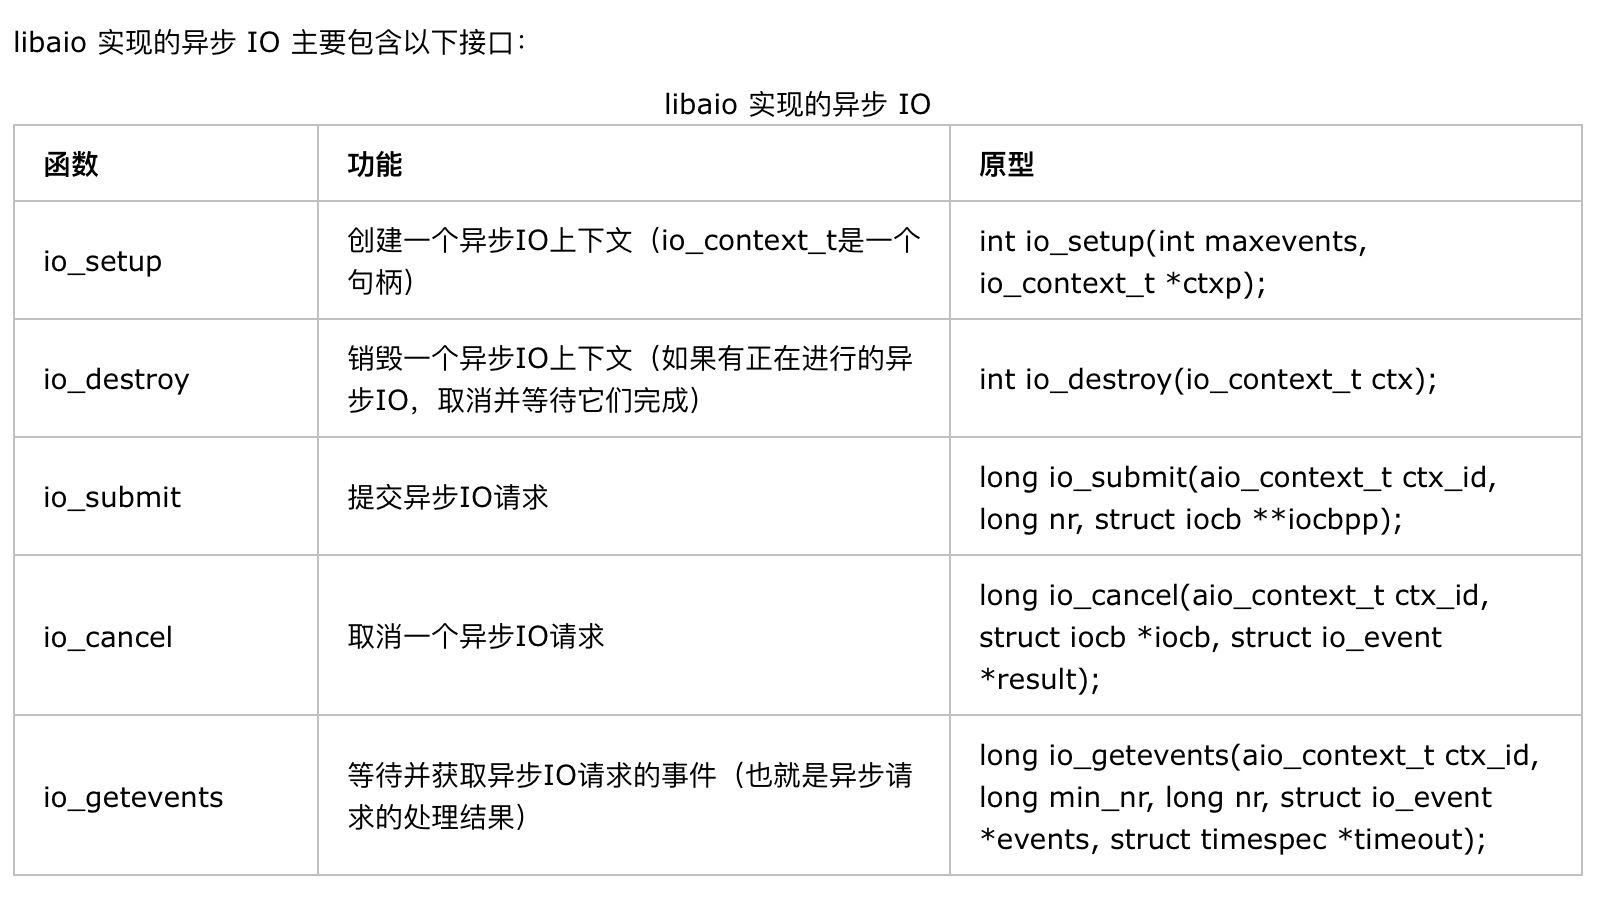 libaio 实现的异步 IO 主要包含以下接口：
libaio 实现的异步 IO
函数
功能
原型
io_setup
创建一个异步IO上下文（io_context_t是一个
句柄）
int io_setup(int maxevents,
io_context_t *ctxp);
io_destroy
销毁一个异步IO上下文（如果有正在进行的异
步IO，取消并等待它们完成）
int io_destroy(io_context_t ctx);
io_submit
提交异步IO请求
long io_submit(aio_context_t ctx_id,
long nr, struct iocb **iocbpp);
io_cancel
取消一个异步IO请求
long io_cancel(aio_context_t ctx_id,
struct iocb *iocb, struct io_event
*result);
io_getevents
等待并获取异步IO请求的事件（也就是异步请
求的处理结果）
long io_getevents(aio_context_t ctx_id,
long min_nr, long nr, struct io_event
*events, struct timespec *timeout);